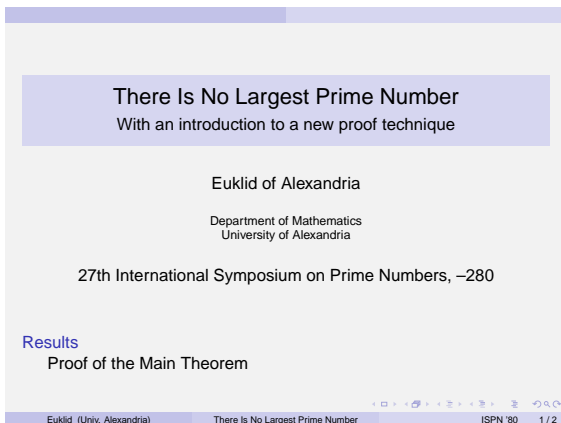 There Is No Largest Prime Number
With an introduction to a new proof technique
Euklid of Alexandria
Department of Mathematics
University of Alexandria
27th International Symposium on Prime Numbers, –280
Results
Proof of the Main Theorem
Euklid (Univ. Alexandria) There Is No Largest Prime Number ISPN ’80 1 / 2